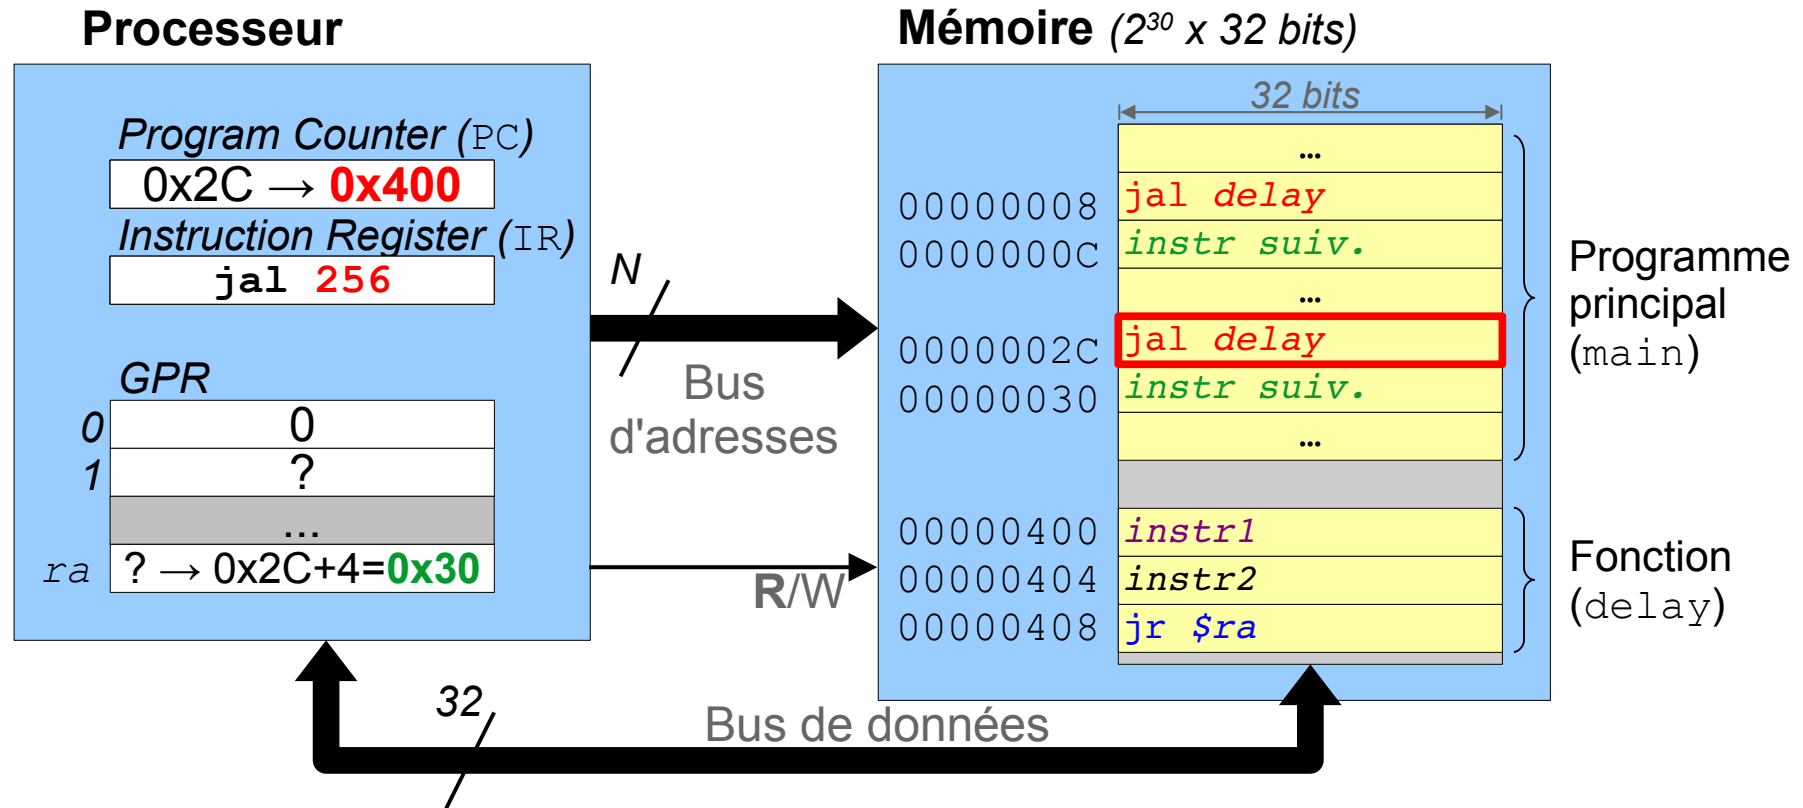 Processeur
Program Counter (PC)
0x2C → 0x400
Instruction Register (IR)
jal 256
GPR
0 0
1 ?
...
ra ? → 0x2C+4=0x30
N
Bus
d'adresses
R/W
32
Bus de données
Mémoire (2³⁰ x 32 bits)
32 bits
...
00000008 jal delay
0000000C instr suiv.
...
0000002C jal delay
00000030 instr suiv.
...
00000400 instr1
00000404 instr2
00000408 jr $ra
Programme
principal
(main)
Fonction
(delay)